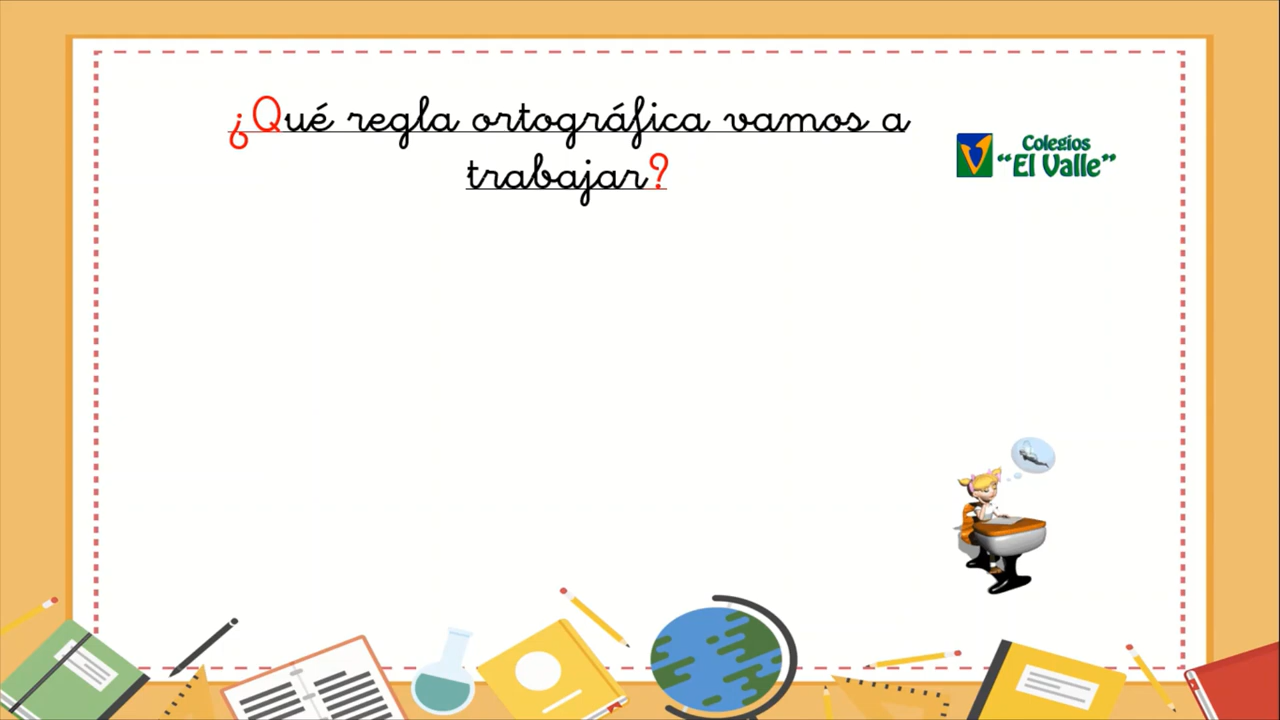 ¿Qué regla ortográfica vamos a
trabajar?
Colegios
“El Valle”